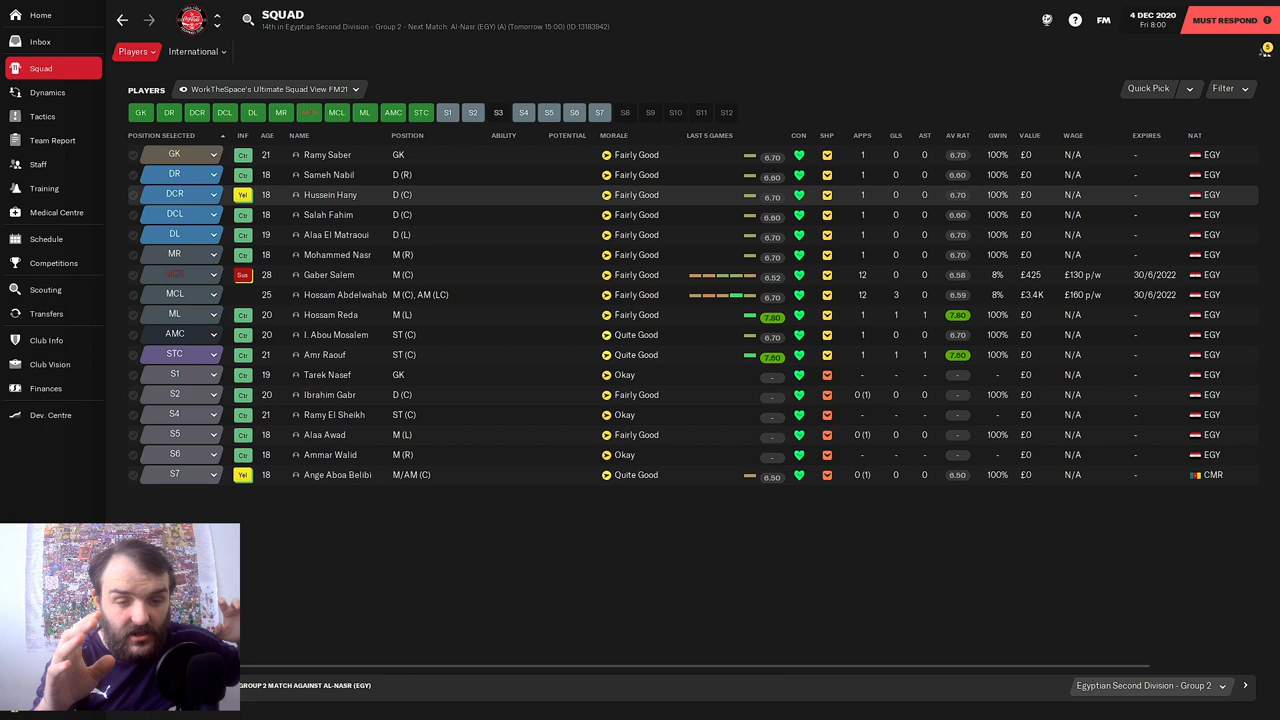 Home
SQUAD
14th in Egyptian Second Division - Group 2 - Next Match: Al-Nasr (EGY) (A) (Tomorrow 15:00) (ID:13183942)
FM
4 DEC 2020
Fri 8:00
MUST RESPOND
Inbox
Squad
Dynamics
Tactics
Team Report
Staff
Training
Medical Centre
Schedule
Competitions
Scouting
Transfers
Club Info
Club Vision
Finances
Dev. Centre
Players
International
5
PLAYERS
WorkTheSpace's Ultimate Squad View FM21
Quick Pick
Filter
GK DR DCR DCL DL MR MCR MCL ML AMC STC S1 S2 S3 S4 S5 S6 S7 S8 S9 S10 S11 S12
POSITION SELECTED INF AGE NAME POSITION ABILITY POTENTIAL MORALE LAST 5 GAMES CON SHP APPS GLS AST AV RAT GWIN VALUE WAGE EXPIRES NAT
GK Ctr 21 Ramy Saber GK Fairly Good 6.70 1 0 0 6.70 100% £0 N/A - EGY
DR Ctr 18 Sameh Nabil D (R) Fairly Good 6.60 1 0 0 6.60 100% £0 N/A - EGY
DCR Yel 18 Hussein Hany D (C) Fairly Good 6.70 1 0 0 6.70 100% £0 N/A - EGY
DCL Ctr 18 Salah Fahim D (C) Fairly Good 6.60 1 0 0 6.60 100% £0 N/A - EGY
DL Ctr 19 Alaa El Matraoui D (L) Fairly Good 6.70 1 0 0 6.70 100% £0 N/A - EGY
MR Ctr 18 Mohammed Nasr M (R) Fairly Good 6.70 1 0 0 6.70 100% £0 N/A - EGY
MCR Sus 28 Gaber Salem M (C) Fairly Good 6.52 12 0 0 6.58 8% £425 £130 p/w 30/6/2022 EGY
MCL 25 Hossam Abdelwahab M (C), AM (LC) Fairly Good 6.70 12 3 0 6.59 8% £3.4K £160 p/w 30/6/2022 EGY
ML Ctr 20 Hossam Reda M (L) Fairly Good 7.80 1 1 1 7.80 100% £0 N/A - EGY
AMC Ctr 20 I. Abou Mosalem ST (C) Quite Good 6.70 1 0 0 6.70 100% £0 N/A - EGY
STC Ctr 21 Amr Raouf ST (C) Quite Good 7.60 1 1 1 7.60 100% £0 N/A - EGY
S1 Ctr 19 Tarek Nasef GK Okay - - - - - - £0 N/A - EGY
S2 Ctr 20 Ibrahim Gabr D (C) Fairly Good - 0 (1) 0 0 - 100% £0 N/A - EGY
S4 Ctr 21 Ramy El Sheikh ST (C) Okay - - - - - - £0 N/A - EGY
S5 Ctr 18 Alaa Awad M (L) Fairly Good - 0 (1) 0 0 - 100% £0 N/A - EGY
S6 Ctr 18 Ammar Walid M (R) Okay - - - - - - £0 N/A - EGY
S7 Yel 18 Ange Aboa Belibi M/AM (C) Quite Good 6.50 0 (1) 0 0 6.50 100% £0 N/A - CMR
GROUP 2 MATCH AGAINST AL-NASR (EGY)
Egyptian Second Division - Group 2